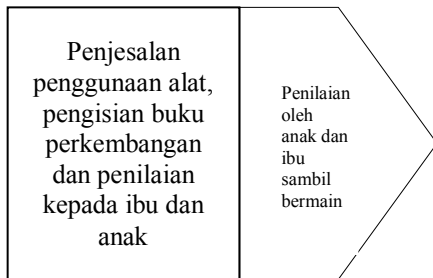 Penjesalan
penggunaan alat,
pengisian buku
perkembangan
dan penilaian
kepada ibu dan
anak
Penilaian
oleh
anak dan
ibu
sambil
bermain